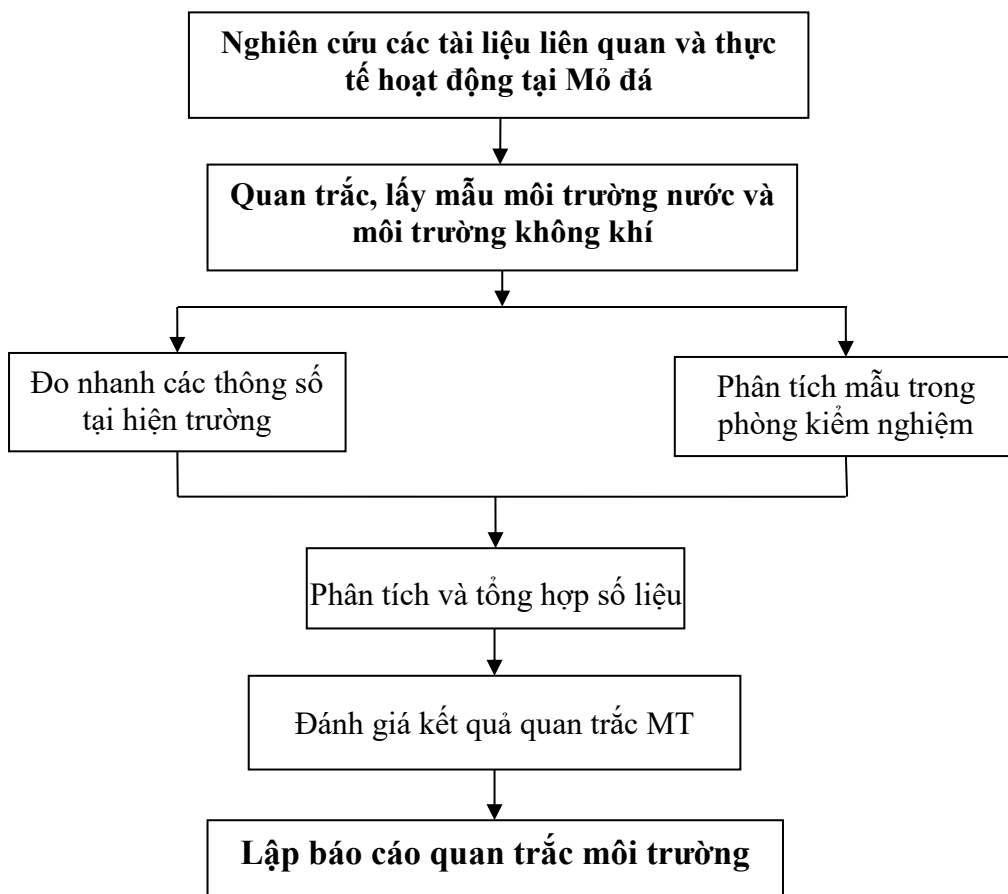 Nghiên cứu các tài liệu liên quan và thực
tế hoạt động tại Mỏ đá
Quan trắc, lấy mẫu môi trường nước và
môi trường không khí
Đo nhanh các thông số
tại hiện trường
Phân tích mẫu trong
phòng kiểm nghiệm
Phân tích và tổng hợp số liệu
Đánh giá kết quả quan trắc MT
Lập báo cáo quan trắc môi trường